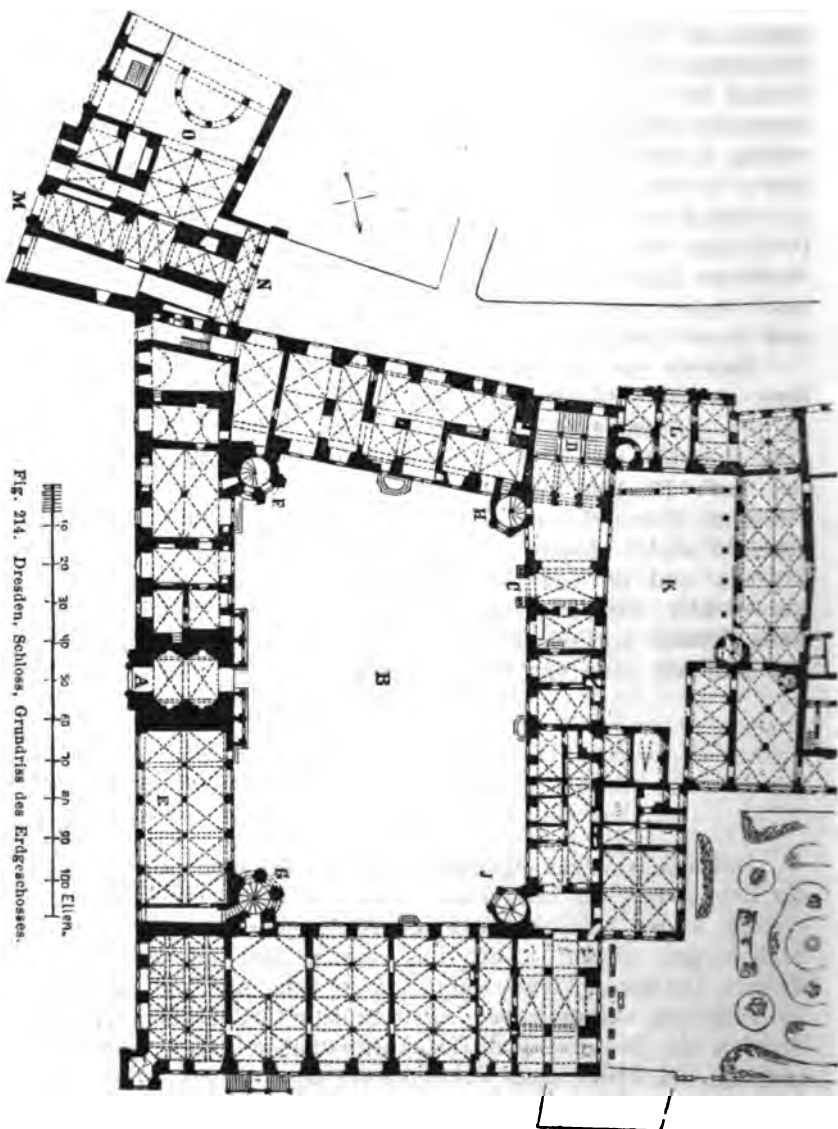 O
M
N
L
D
F
H
K
C
B
A
E
G
J
10 20 30 40 50 60 70 80 90 100 Ellen.
Fig. 214. Dresden, Schloss, Grundriss des Erdgeschosses.